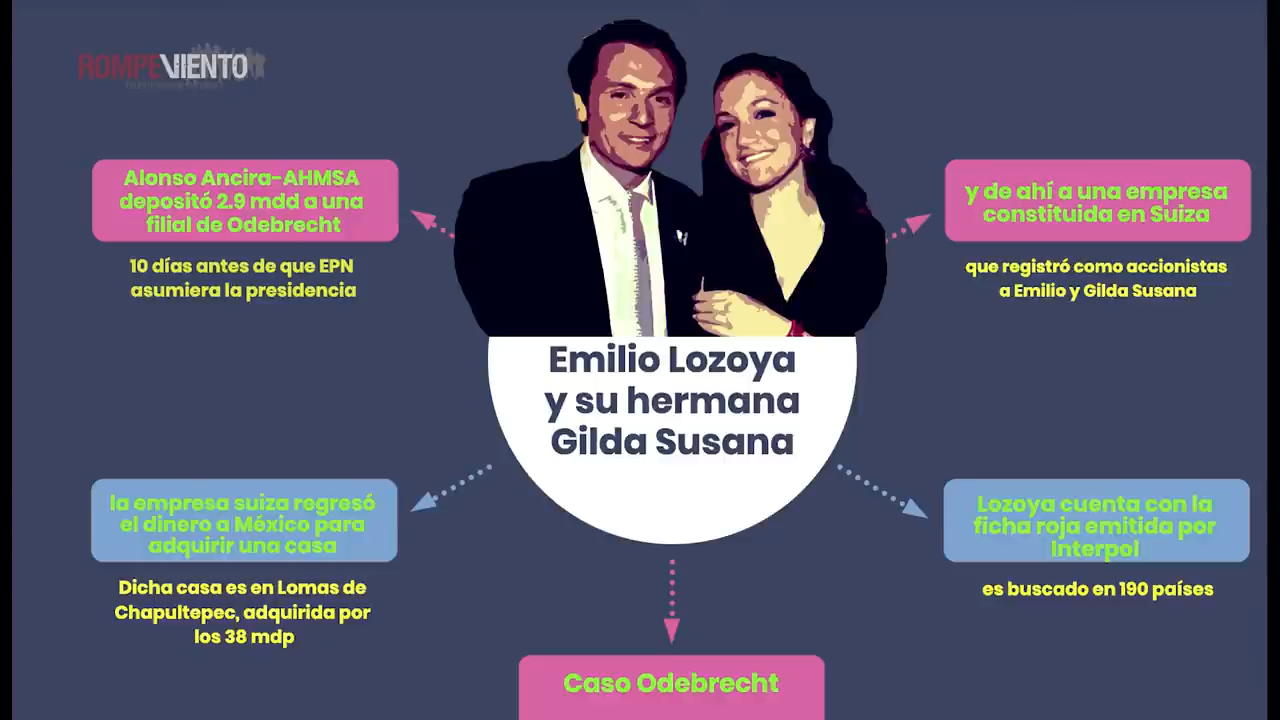 ROMPEVIENTO
Alonso Ancira-AHMSA
depositó 2.9 mdd a una
filial de Odebrecht
10 días antes de que EPN
asumiera la presidencia
y de ahí a una empresa
constituida en Suiza
que registró como accionistas
a Emilio y Gilda Susana
Emilio Lozoya
y su hermana
Gilda Susana
la empresa suiza regresó
el dinero a México para
adquirir una casa
Dicha casa es en Lomas de
Chapultepec, adquirida por
los 38 mdp
Lozoya cuenta con la
ficha roja emitida por
Interpol
es buscado en 190 países
Caso Odebrecht